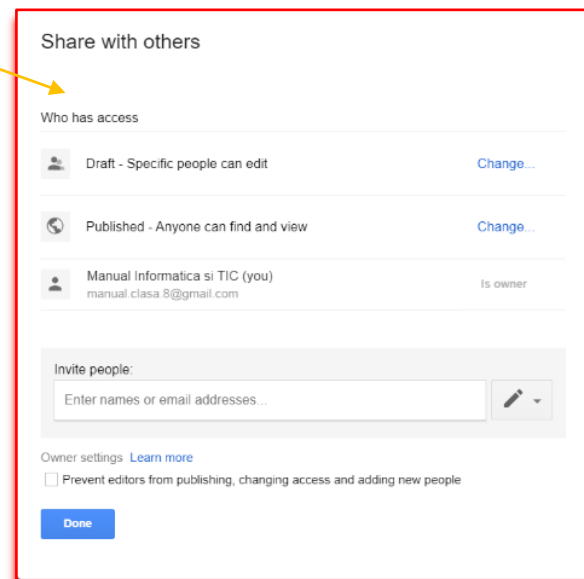 Share with others
Who has access
Draft - Specific people can edit Change...
Published - Anyone can find and view Change...
Manual Informatica si TIC (you) Is owner
manual.clasa.8@gmail.com
Invite people:
Enter names or email addresses...
Owner settings Learn more
Prevent editors from publishing, changing access and adding new people
Done